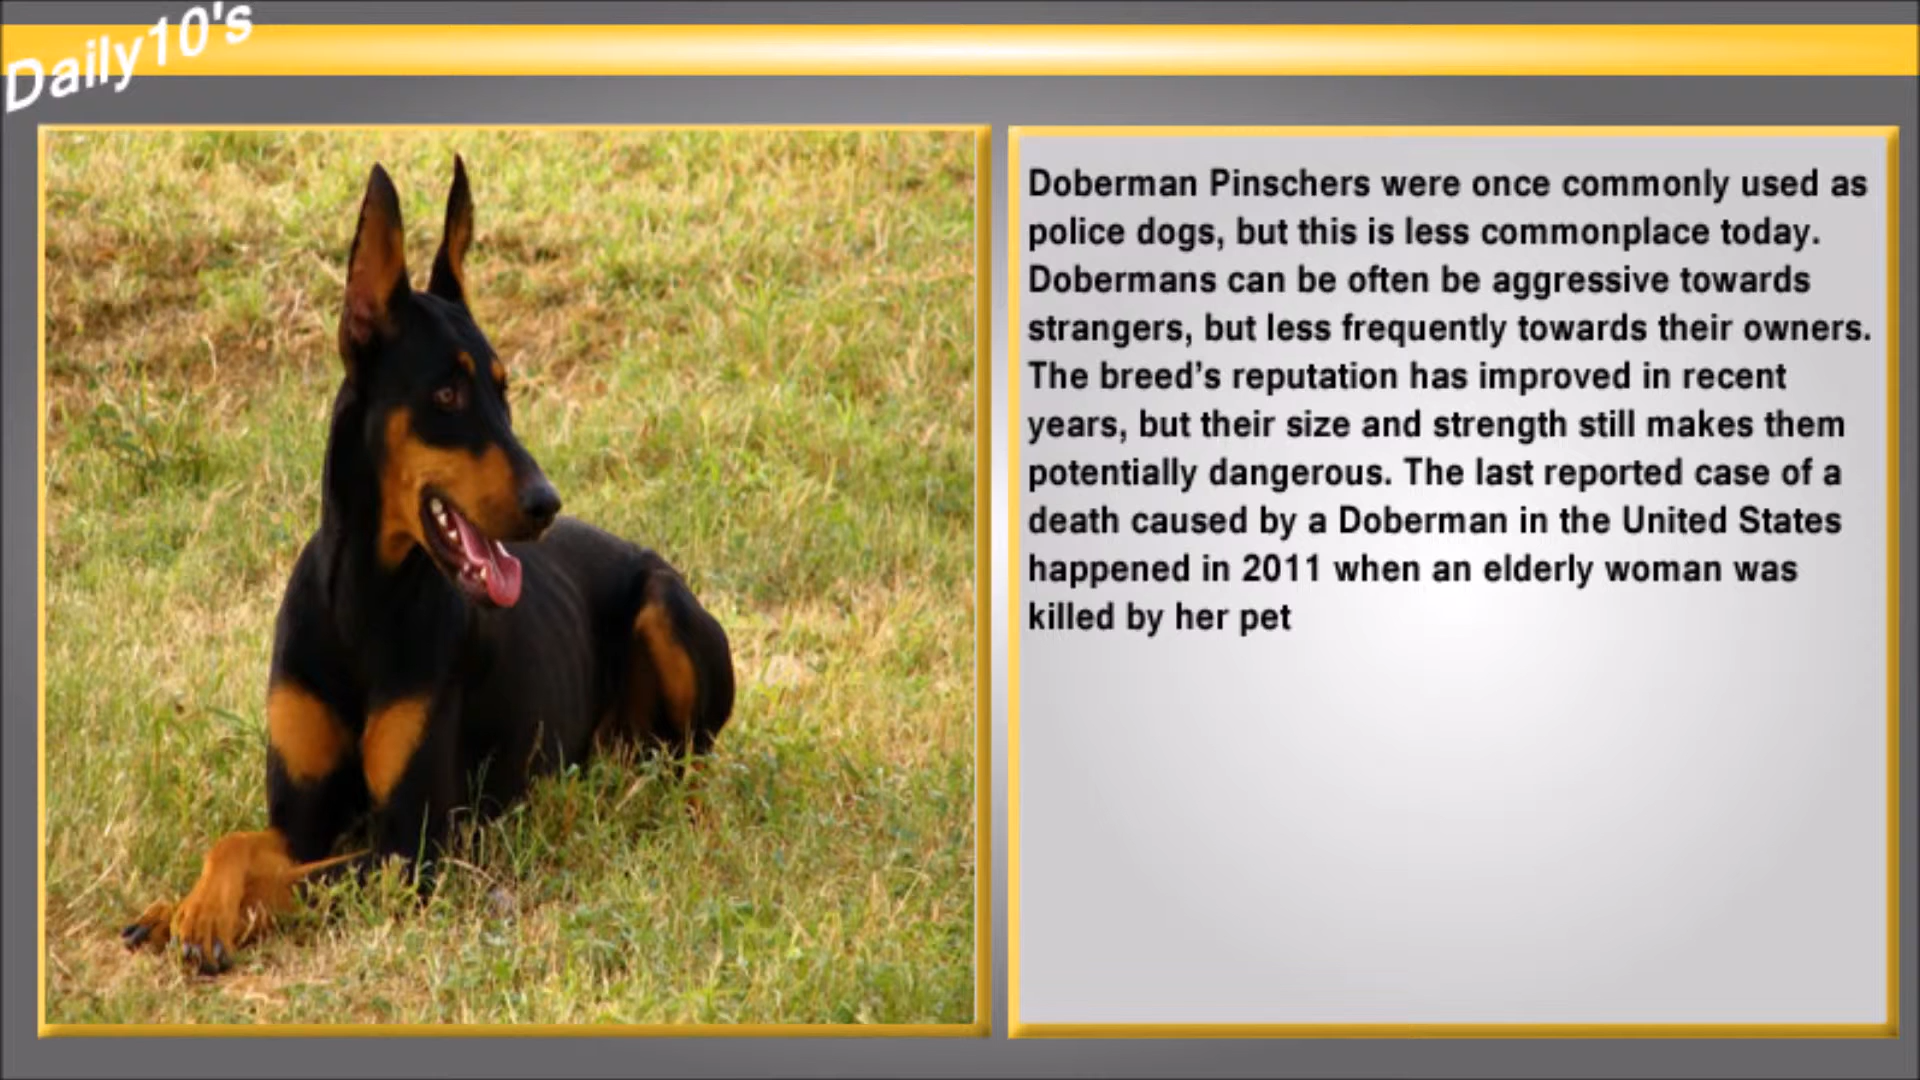 Daily10's
Doberman Pinschers were once commonly used as
police dogs, but this is less commonplace today.
Dobermans can be often be aggressive towards
strangers, but less frequently towards their owners.
The breed’s reputation has improved in recent
years, but their size and strength still makes them
potentially dangerous. The last reported case of a
death caused by a Doberman in the United States
happened in 2011 when an elderly woman was
killed by her pet